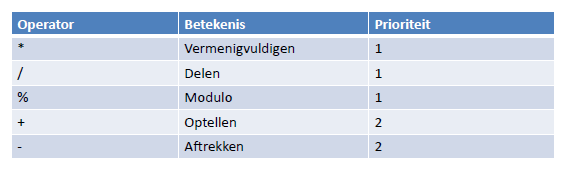 Operator Betekenis Prioriteit
* Vermenigvuldigen 1
/ Delen 1
% Modulo 1
+ Optellen 2
- Aftrekken 2